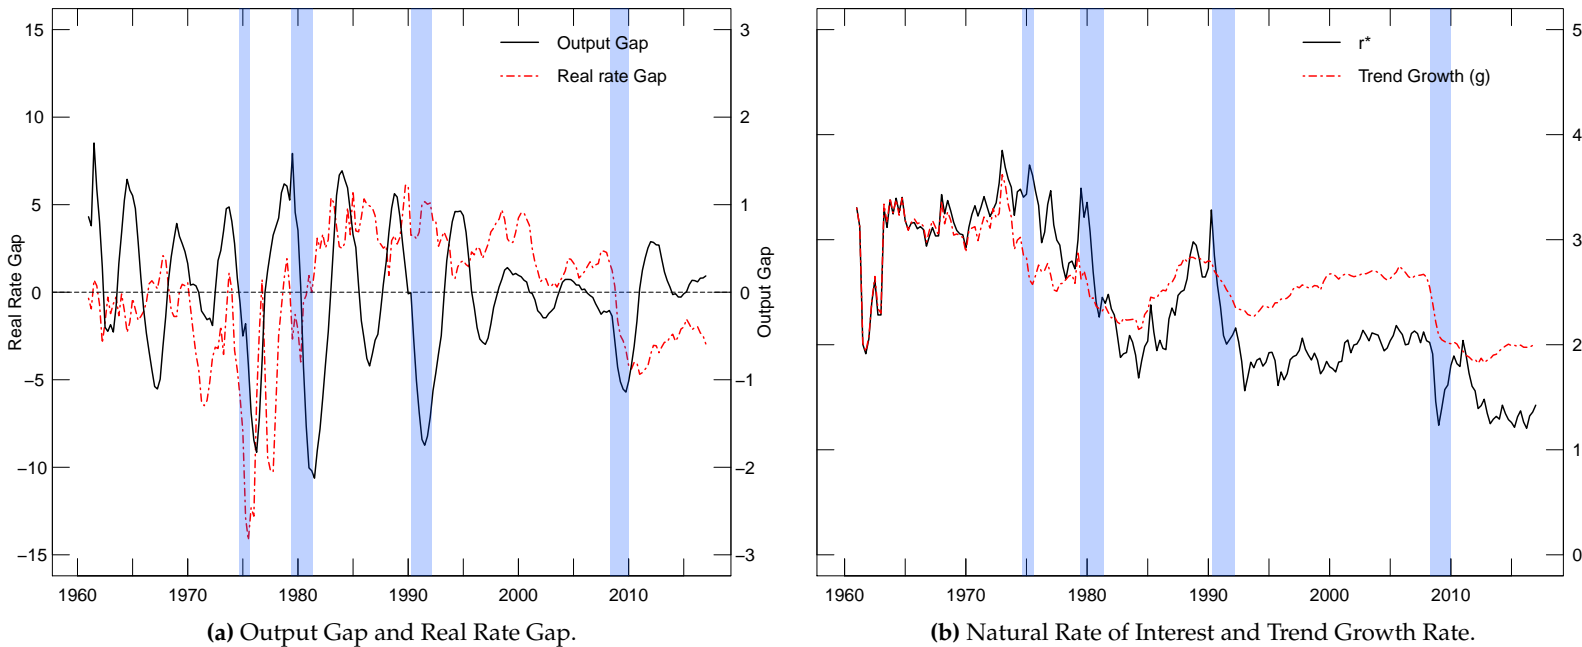 15
10
5
0
−5
−10
−15
Real Rate Gap
Output Gap
Real rate Gap
3
2
1
0
−1
−2
−3
Output Gap
1960 1970 1980 1990 2000 2010
(a) Output Gap and Real Rate Gap.
r*
Trend Growth (g)
5
4
3
2
1
0
1960 1970 1980 1990 2000 2010
(b) Natural Rate of Interest and Trend Growth Rate.